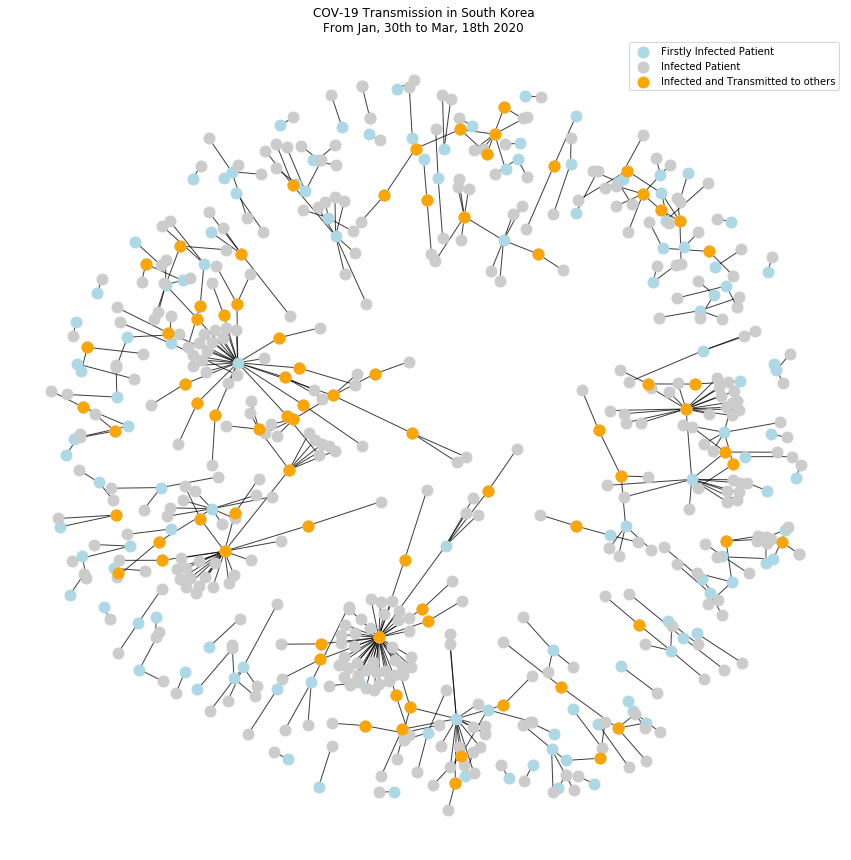 COV-19 Transmission in South Korea
From Jan, 30th to Mar, 18th 2020
Firstly Infected Patient
Infected Patient
Infected and Transmitted to others